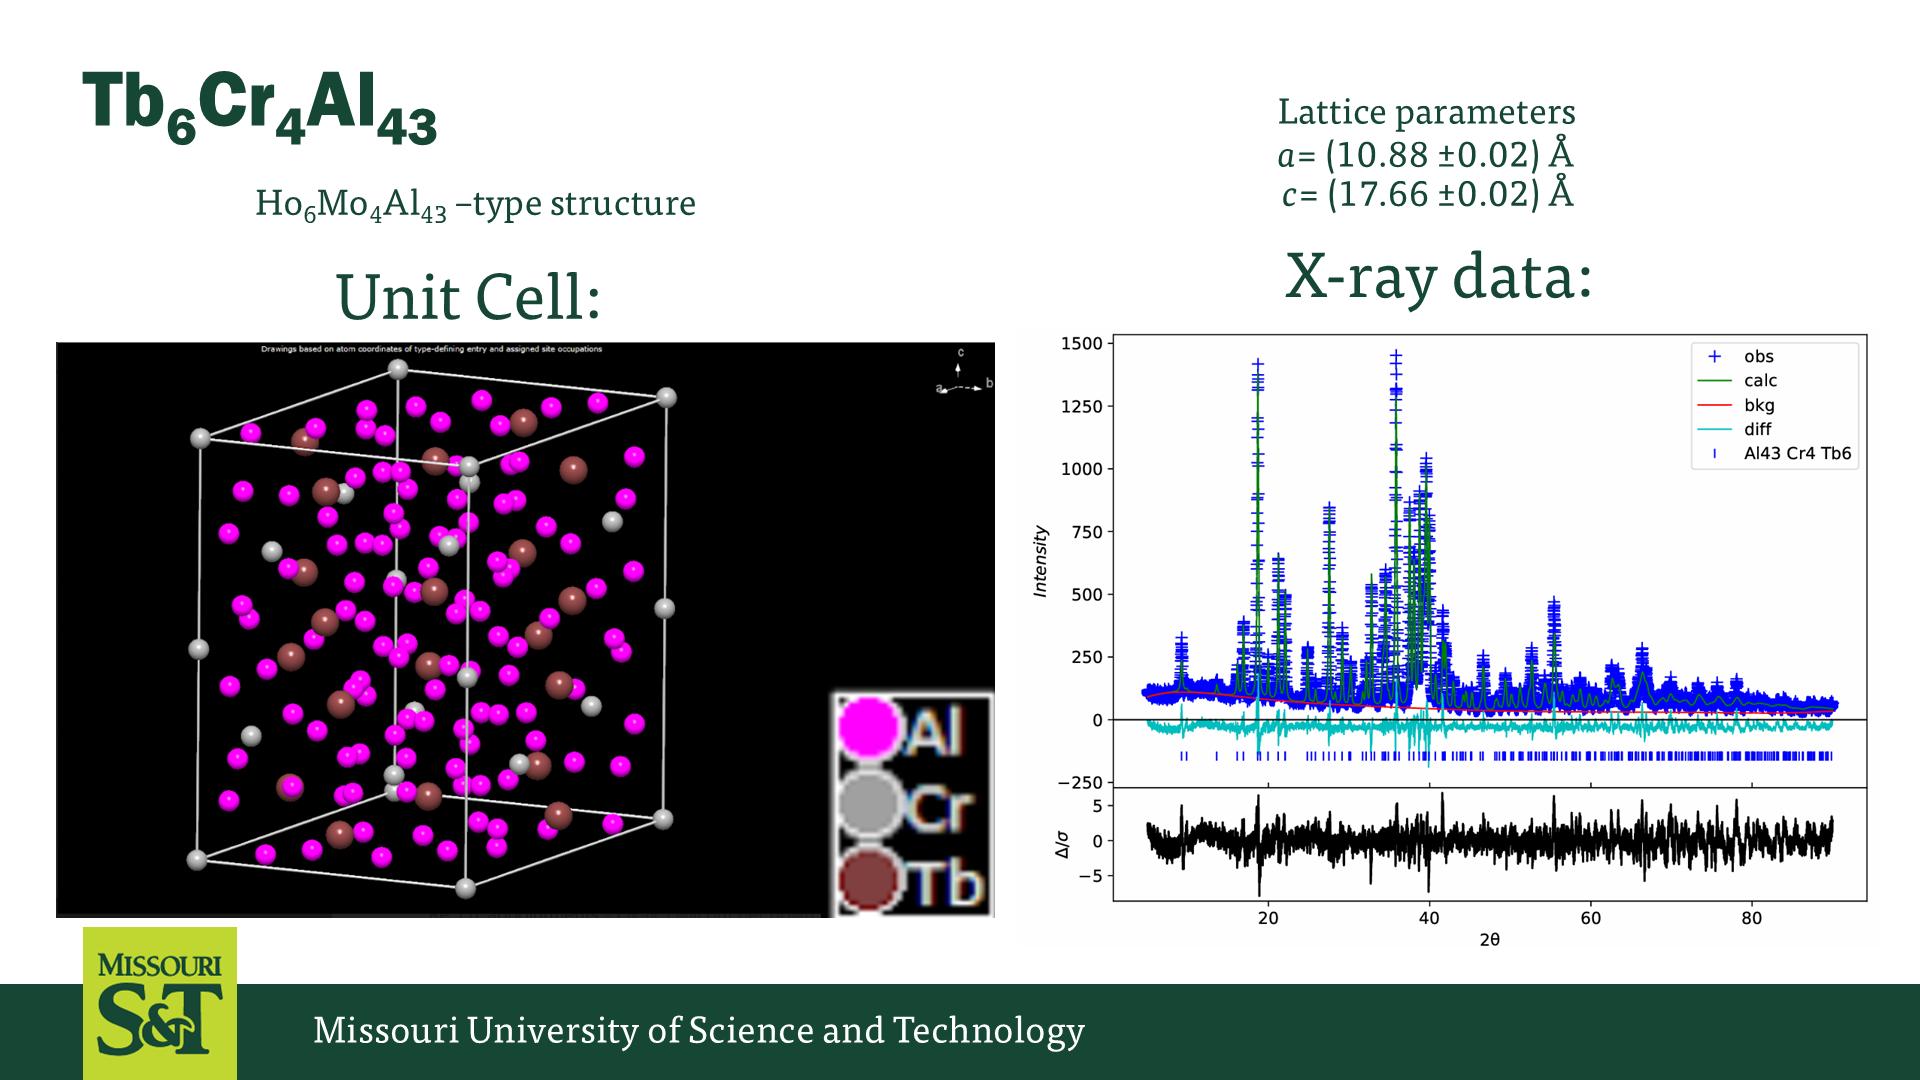 Tb₆Cr₄Al₄₃
Ho₆Mo₄Al₄₃ –type structure
Unit Cell:
Drawings based on atom coordinates of type-defining entry and assigned site occupations
c
a
b
Al
Cr
Tb
Lattice parameters
a= (10.88 ±0.02) Å
c= (17.66 ±0.02) Å
X-ray data:
1500
1250
1000
750
500
250
0
−250
Intensity
obs
calc
bkg
diff
Al43 Cr4 Tb6
5
0
−5
Δ/σ
20 40 60 80
2θ
MISSOURI
S&T
Missouri University of Science and Technology